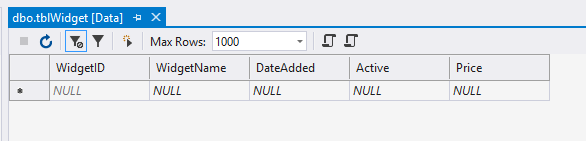 dbo.tblWidget [Data]
Max Rows: 1000
WidgetID WidgetName DateAdded Active Price
NULL NULL NULL NULL NULL